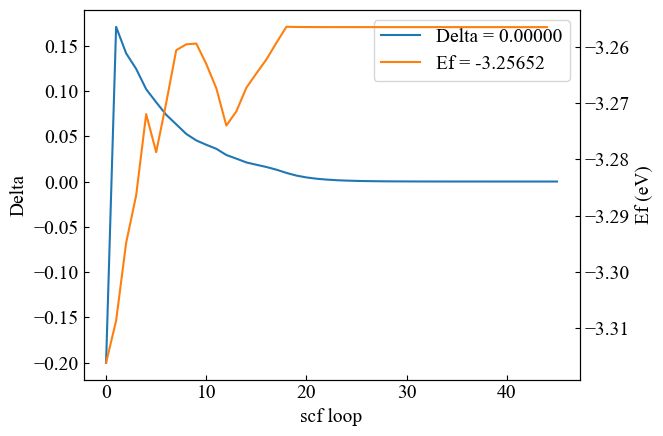 Delta = 0.00000
Ef = -3.25652
0.15
0.10
0.05
0.00
−0.05
−0.10
−0.15
−0.20
Delta
−3.26
−3.27
−3.28
−3.29
−3.30
−3.31
Ef (eV)
0 10 20 30 40
scf loop